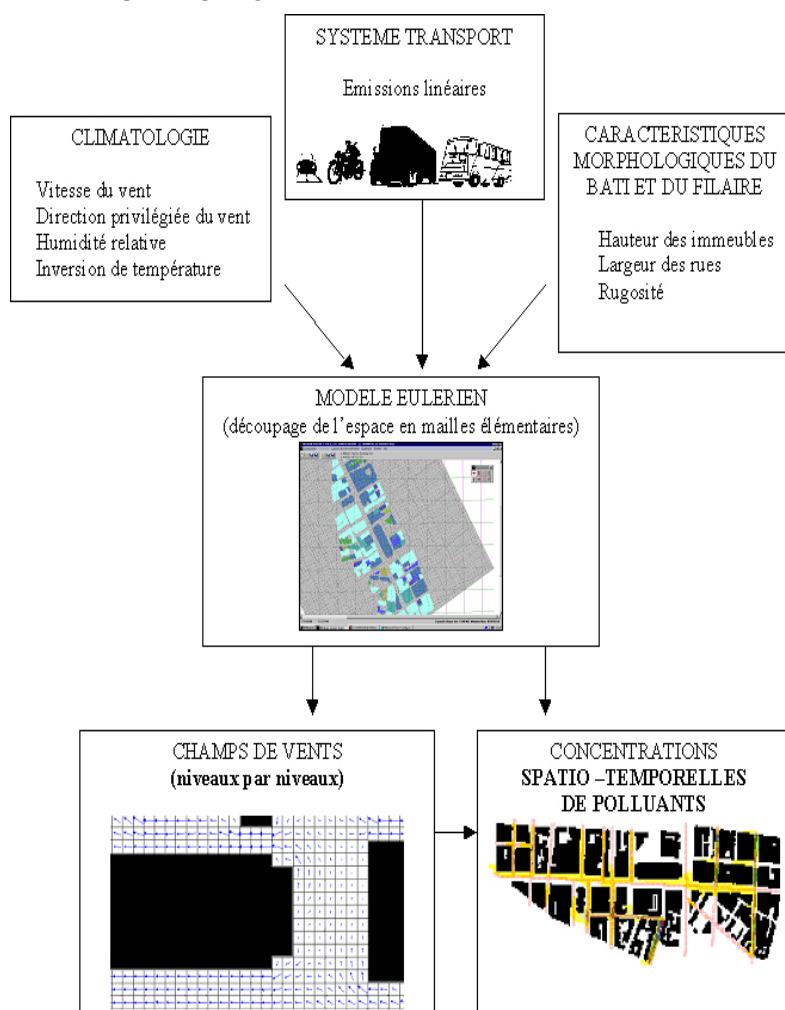 SYSTEME TRANSPORT
Emissions linéaires
CLIMATOLOGIE
Vitesse du vent
Direction privilégiée du vent
Humidité relative
Inversion de température
CARACTERISTIQUES
MORPHOLOGIQUES DU
BATI ET DU FILAIRE
Hauteur des immeubles
Largeur des rues
Rugosité
MODELE EULERIEN
(découpage de l'espace en mailles élémentaires)
CHAMPS DE VENTS
(niveaux par niveaux)
CONCENTRATIONS
SPATIO –TEMPORELLES
DE POLLUANTS